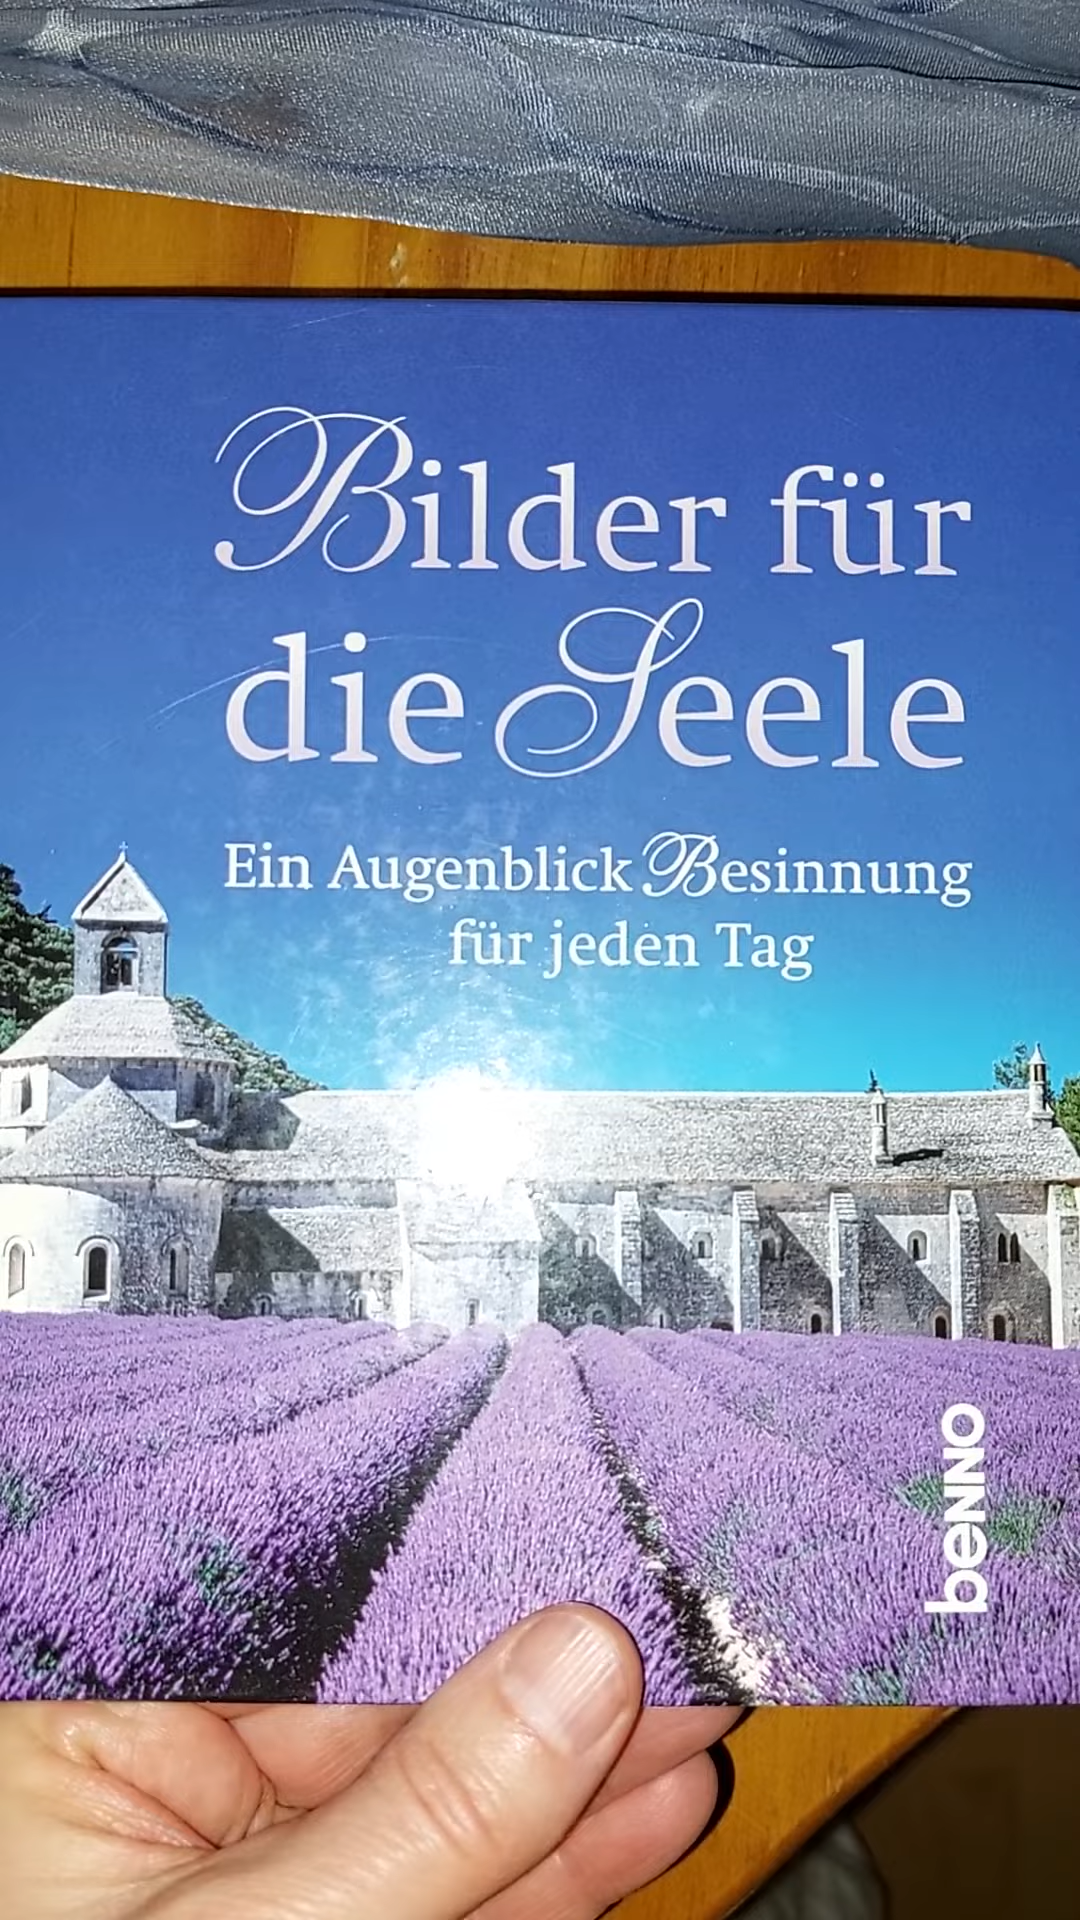 Bilder für
die Seele
Ein Augenblick Besinnung
für jeden Tag
benno